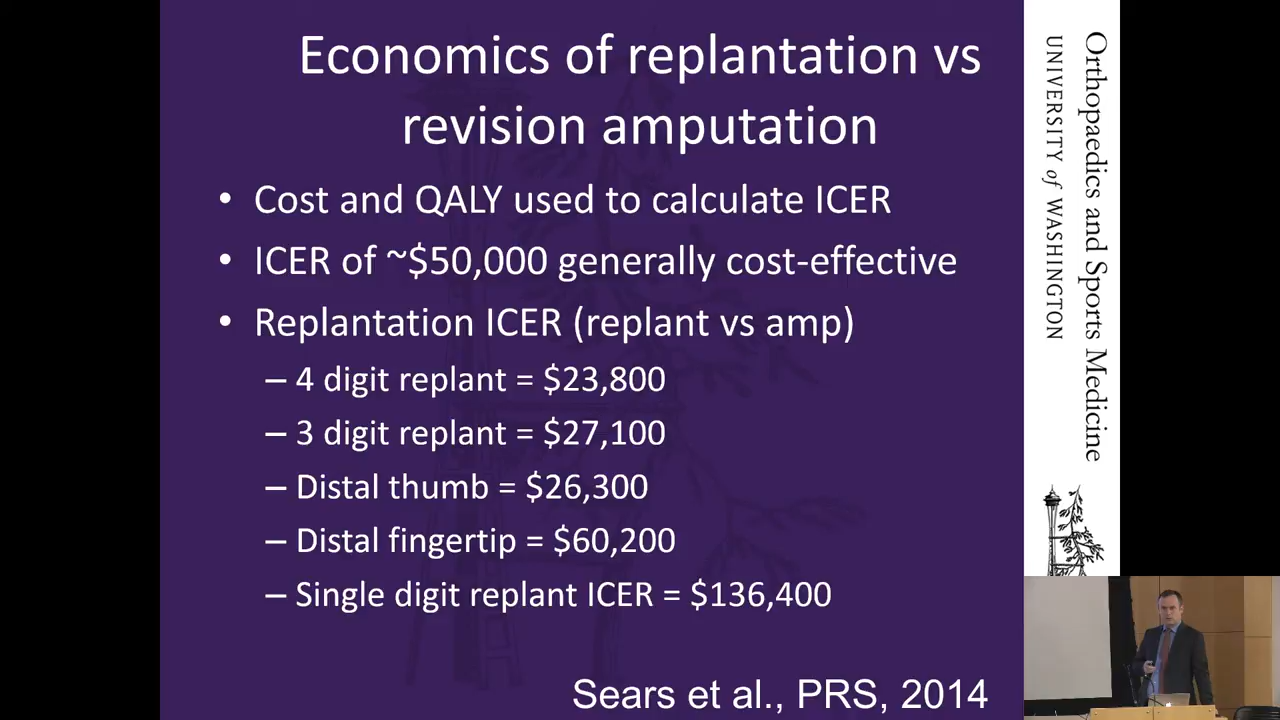 Economics of replantation vs
revision amputation
• Cost and QALY used to calculate ICER
• ICER of ~$50,000 generally cost-effective
• Replantation ICER (replant vs amp)
– 4 digit replant = $23,800
– 3 digit replant = $27,100
– Distal thumb = $26,300
– Distal fingertip = $60,200
– Single digit replant ICER = $136,400
Sears et al., PRS, 2014
Orthopaedics and Sports Medicine
UNIVERSITY of WASHINGTON